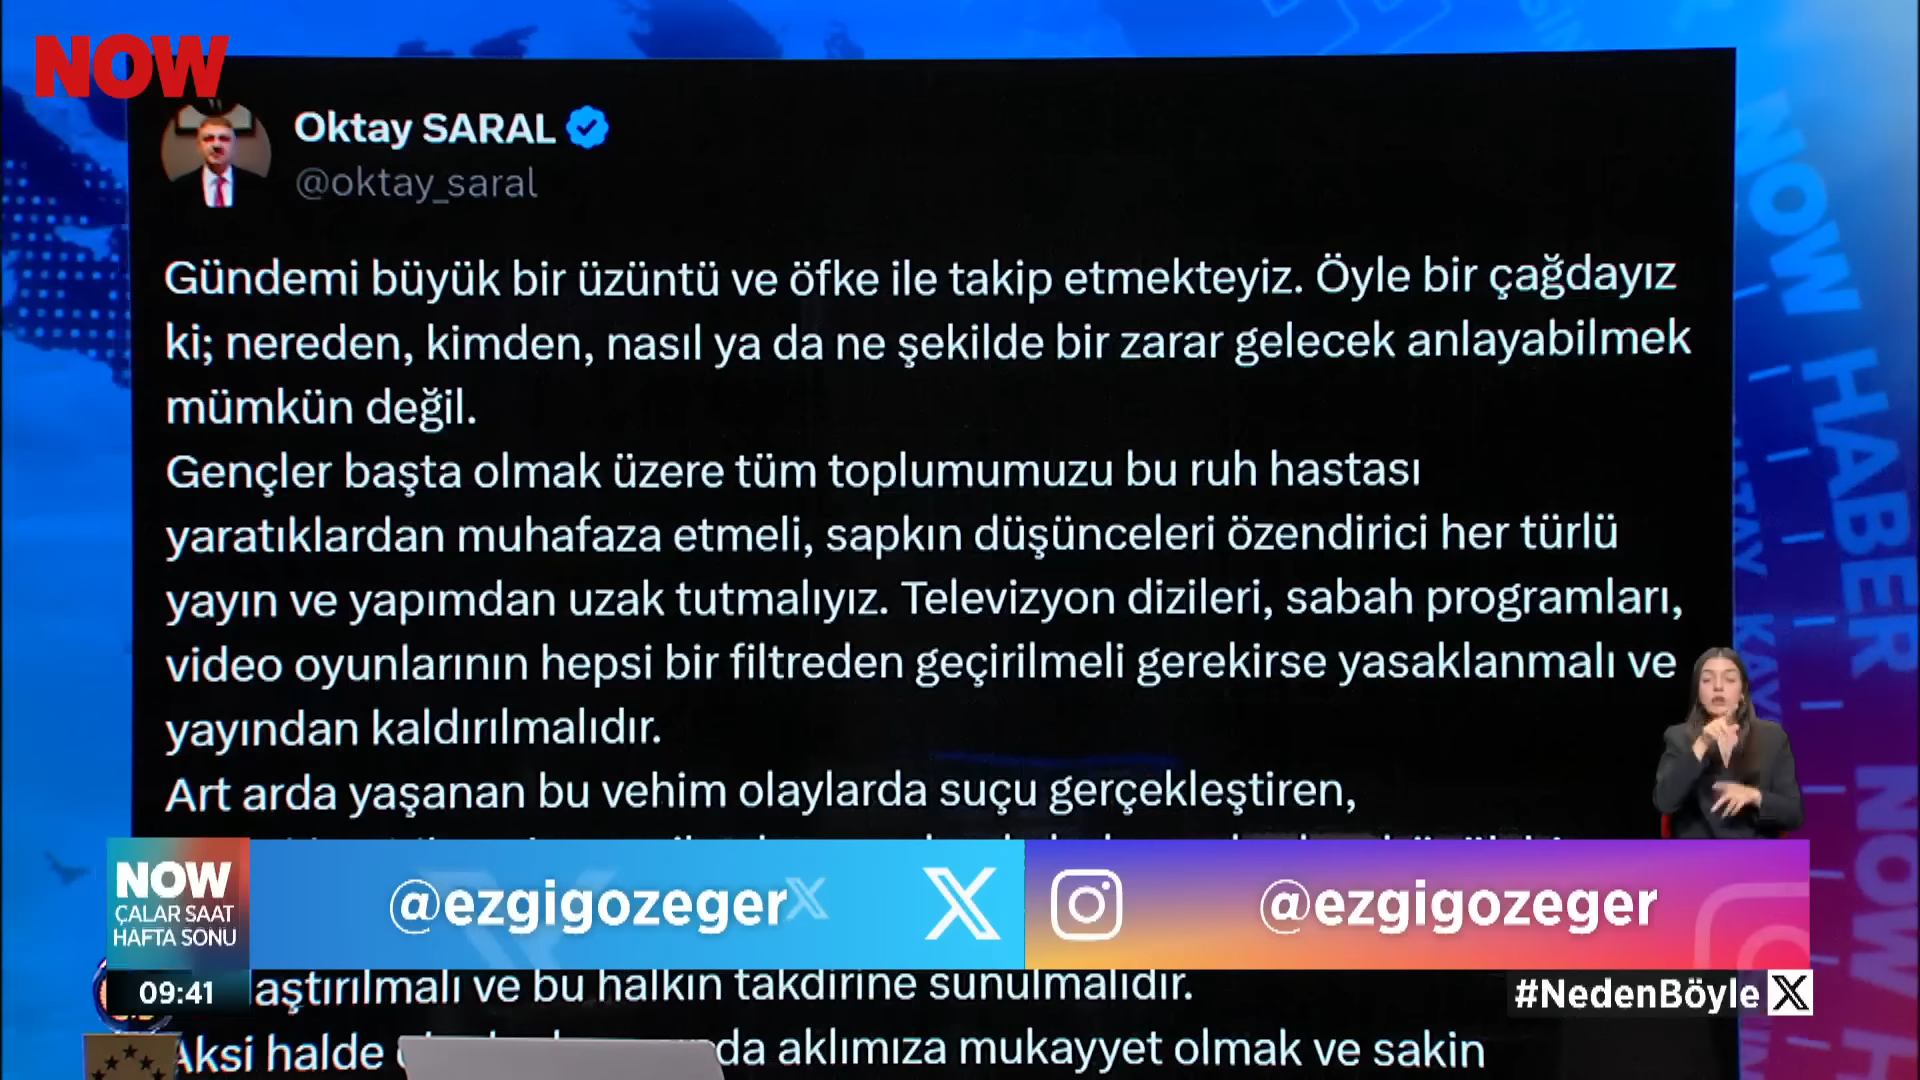 NOW
Oktay SARAL
@oktay_saral
Gündemi büyük bir üzüntü ve öfke ile takip etmekteyiz. Öyle bir çağdayız
ki; nereden, kimden, nasıl ya da ne şekilde bir zarar gelecek anlayabilmek
mümkün değil.
Gençler başta olmak üzere tüm toplumumuzu bu ruh hastası
yaratıklardan muhafaza etmeli, sapkın düşünceleri özendirici her türlü
yayın ve yapımdan uzak tutmalıyız. Televizyon dizileri, sabah programları,
video oyunlarının hepsi bir filtreden geçirilmeli gerekirse yasaklanmalı ve
yayından kaldırılmalıdır.
Art arda yaşanan bu vehim olaylarda suçu gerçekleştiren,
NOW
ÇALAR SAAT
HAFTA SONU
@ezgigozeger
@ezgigozeger
09:41
aştırılmalı ve bu halkın takdirine sunulmalıdır.
#NedenBöyle
Aksi halde
da aklımıza mukayyet olmak ve sakin
NOW HABER
NOW